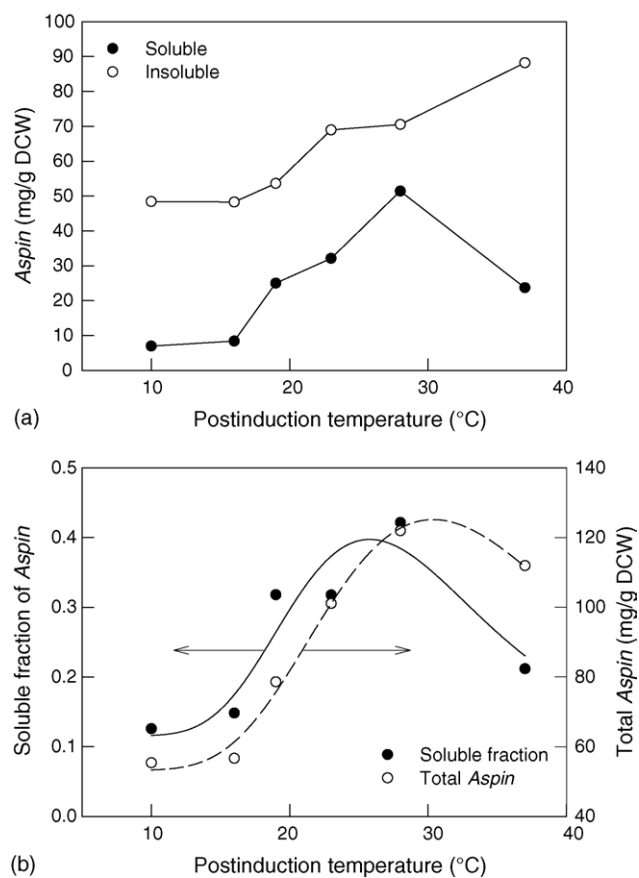 100
90
80
70
60
50
40
30
20
10
0
Aspin (mg/g DCW)
Soluble
Insoluble
10 20 30 40
Postinduction temperature (°C)
(a)
0.5
0.4
0.3
0.2
0.1
0.0
Soluble fraction of Aspin
140
120
100
80
60
40
Total Aspin (mg/g DCW)
Soluble fraction
Total Aspin
10 20 30 40
Postinduction temperature (°C)
(b)